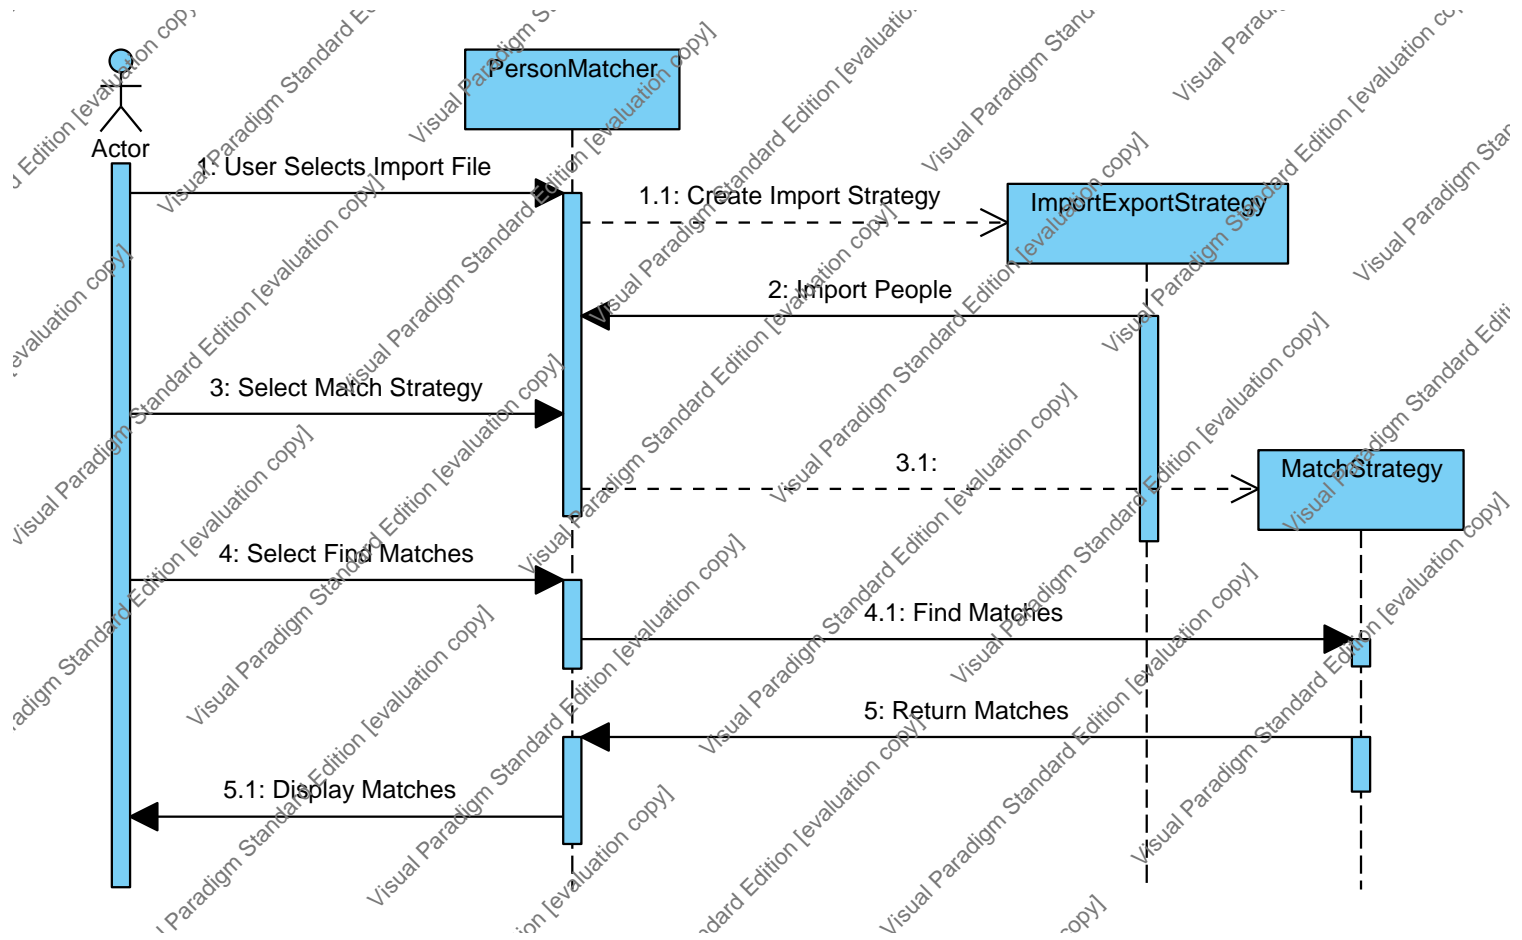 PersonMatcher
Actor
1: User Selects Import File
1.1: Create Import Strategy
ImportExportStrategy
2: Import People
3: Select Match Strategy
3.1:
MatchStrategy
4: Select Find Matches
4.1: Find Matches
5: Return Matches
5.1: Display Matches
Visual Paradigm Standard Edition [evaluation copy]